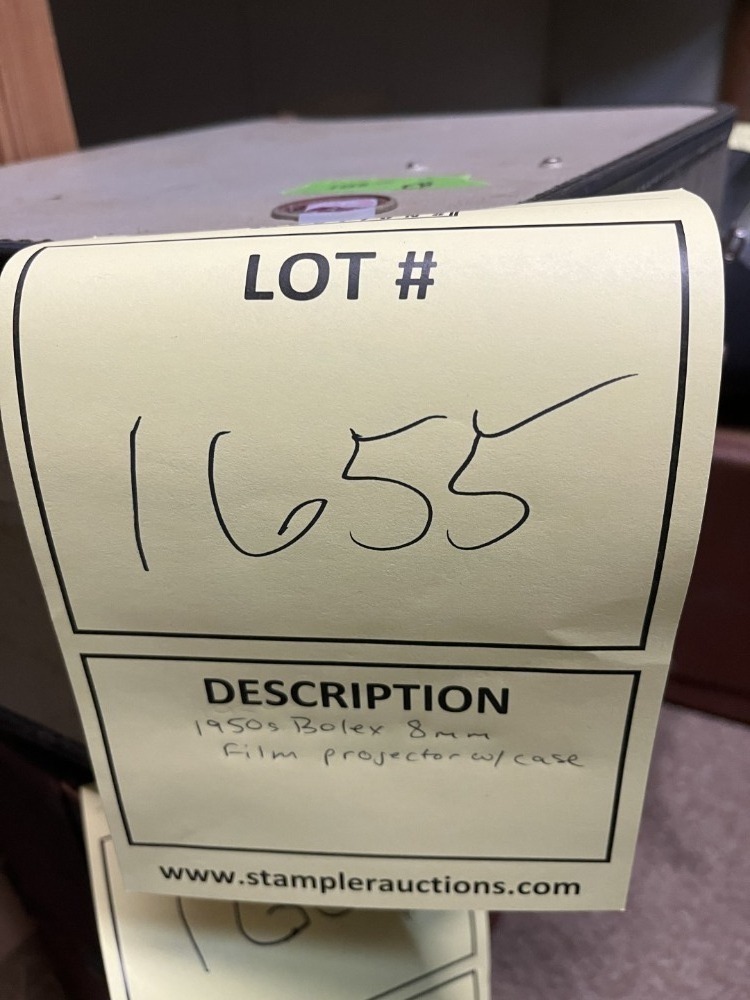 LOT #
1655
DESCRIPTION
1950s Bolex 8mm
Film projector w/ case
www.stamplerauctions.com